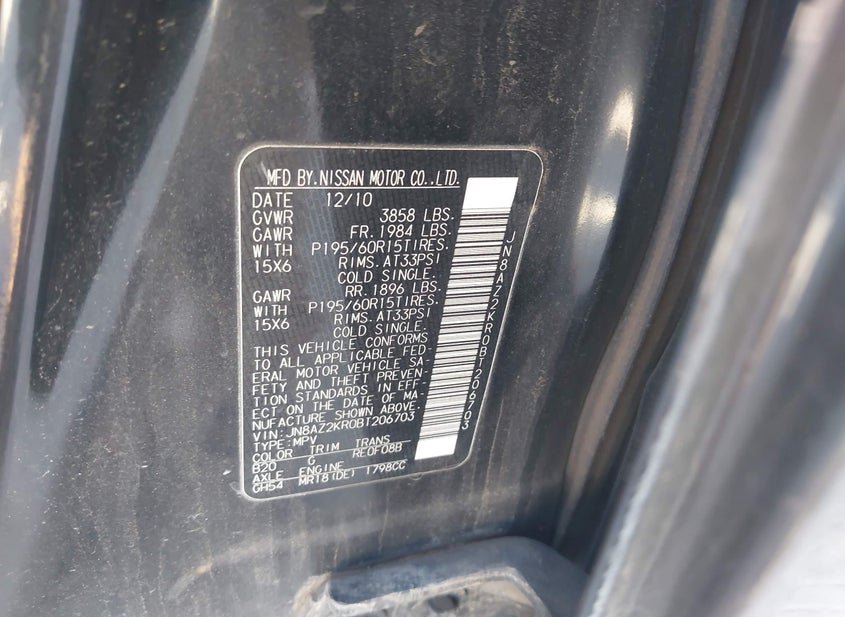 MFD BY.NISSAN MOTOR CO.,LTD.
DATE 12/10
GVWR 3858 LBS.
GAWR FR.1984 LBS.
WITH P195/60R15TIRES.
15X6 RIMS.AT33PSI
COLD SINGLE.
GAWR RR.1896 LBS.
WITH P195/60R15TIRES.
15X6 RIMS.AT33PSI
COLD SINGLE.
THIS VEHICLE CONFORMS
TO ALL APPLICABLE FED-
ERAL MOTOR VEHICLE SA-
FETY AND THEFT PREVEN-
TION STANDARDS IN EFF-
ECT ON THE DATE OF MA-
NUFACTURE SHOWN ABOVE.
VIN:JN8AZ2KR0BT206703
TYPE:MPV
COLOR TRIM TRANS
B20 G RE0F08B
AXLE ENGINE
GH54 MR18(DE) 1798CC
JN8AZ2KR0BT206703